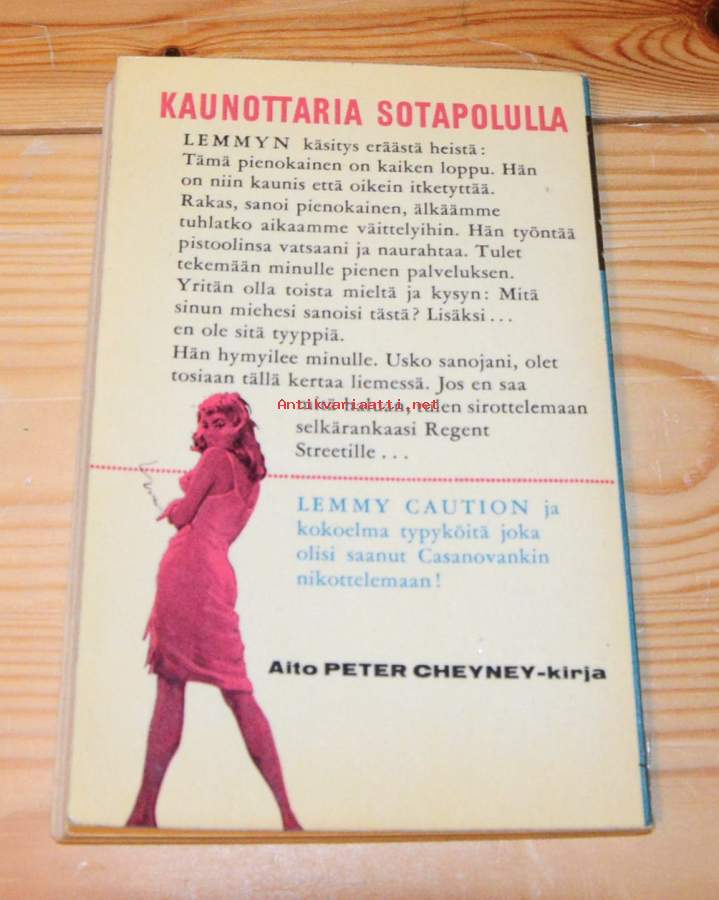 KAUNOTTARIA SOTAPOLULLA
LEMMYN käsitys eräästä heistä:
Tämä pienokainen on kaiken loppu. Hän
on niin kaunis että oikein itketyttää.
Rakas, sanoi pienokainen, älkäämme
tuhlatko aikaamme väittelyihin. Hän työntää
pistoolinsa vatsaani ja naurahtaa. Tulet
tekemään minulle pienen palveluksen.
Yritän olla toista mieltä ja kysyn: Mitä
sinun miehesi sanoisi tästä? Lisäksi...
en ole sitä tyyppiä.
Hän hymyilee minulle. Usko sanojani, olet
tosiaan tällä kertaa liemessä. Jos en saa
haluan, tulen sirottelemaan
Antikvariaatti.net
selkärankaasi Regent
Streetille...
LEMMY CAUTION ja
kokoelma typyköitä joka
olisi saanut Casanovankin
nikottelemaan!
Aito PETER CHEYNEY-kirja